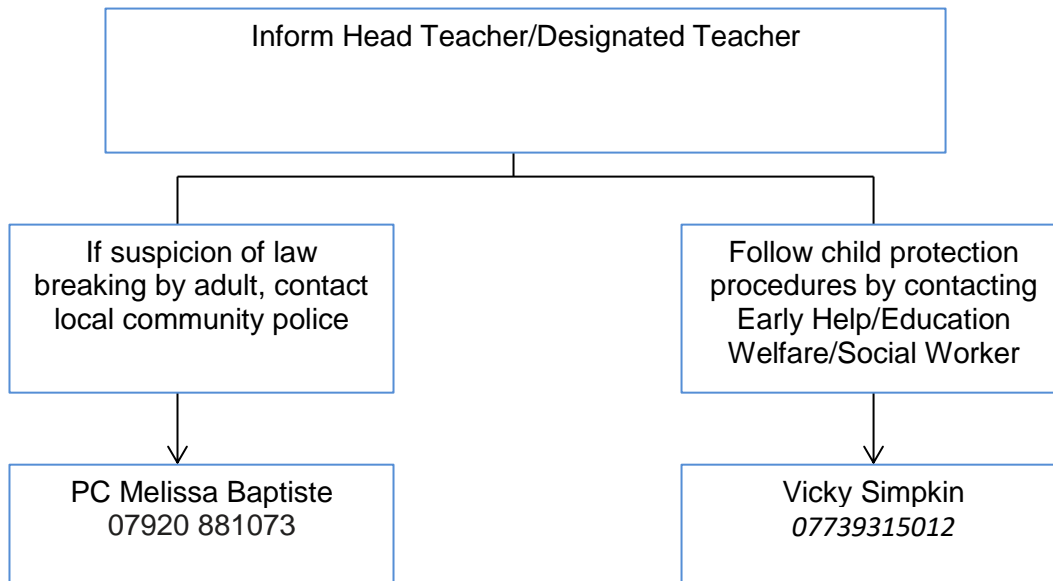 Inform Head Teacher/Designated Teacher
If suspicion of law
breaking by adult, contact
local community police
Follow child protection
procedures by contacting
Early Help/Education
Welfare/Social Worker
PC Melissa Baptiste
07920 881073
Vicky Simpkin
07739315012